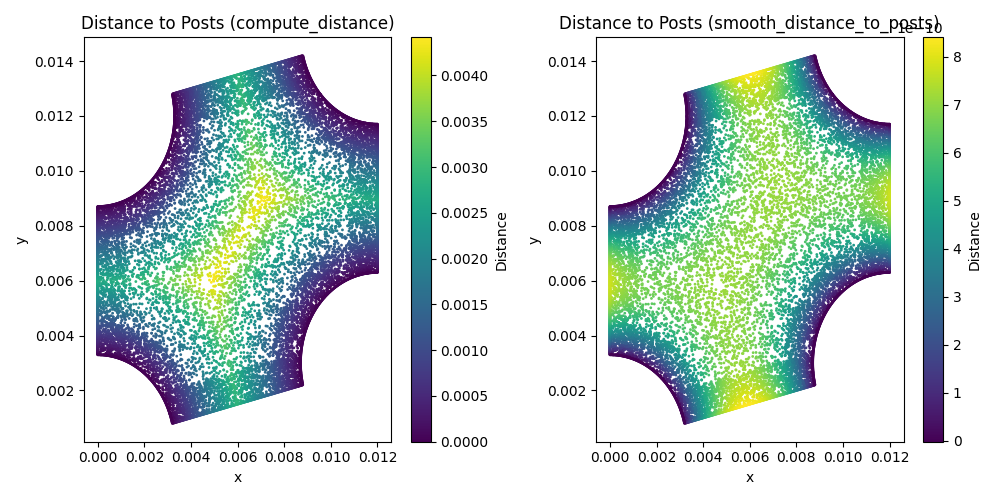 Distance to Posts (compute_distance)
0.014
0.012
0.010
0.008
0.006
0.004
0.002
y
0.000 0.002 0.004 0.006 0.008 0.010 0.012
x
0.0040
0.0035
0.0030
0.0025
0.0020
0.0015
0.0010
0.0005
0.0000
Distance
Distance to Posts (smooth_distance_to_posts)
1e−10
0.014
0.012
0.010
0.008
0.006
0.004
0.002
y
0.000 0.002 0.004 0.006 0.008 0.010 0.012
x
8
7
6
5
4
3
2
1
0
Distance